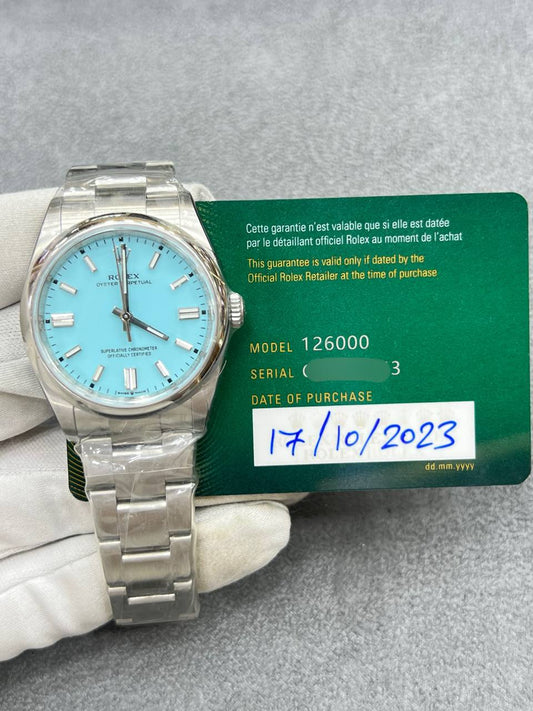 Cette garantie n'est valable que si elle est datée
par le détaillant officiel Rolex au moment de l'achat
This guarantee is valid only if dated by the
Official Rolex Retailer at the time of purchase
MODEL 126000
SERIAL 3
DATE OF PURCHASE
17/10/2023
dd.mm.yyyy
ROLEX
OYSTER PERPETUAL
SUPERLATIVE CHRONOMETER
OFFICIALLY CERTIFIED